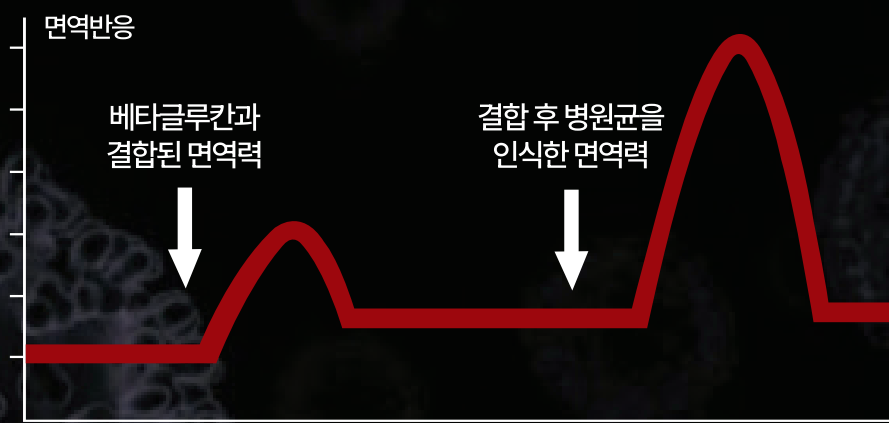 면역반응
베타글루칸과
결합된 면역력
결합 후 병원균을
인식한 면역력